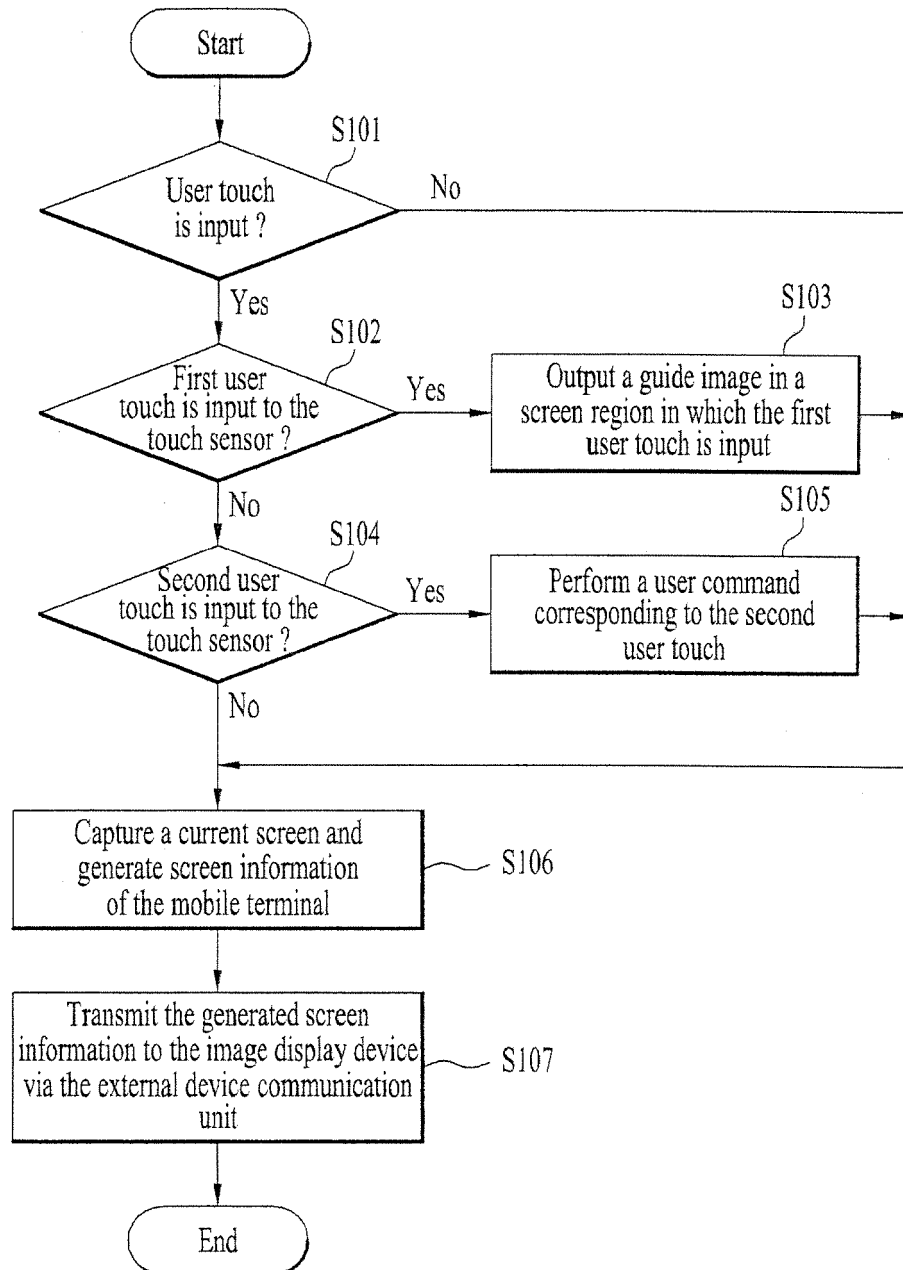 Start
S101
User touch
is input ?
No
Yes
S102
First user
touch is input to the
touch sensor ?
Yes
S103
Output a guide image in a
screen region in which the first
user touch is input
No
S104
Second user
touch is input to the
touch sensor ?
Yes
S105
Perform a user command
corresponding to the second
user touch
No
Capture a current screen and
generate screen information
of the mobile terminal
S106
Transmit the generated screen
information to the image display device
via the external device communication
unit
S107
End